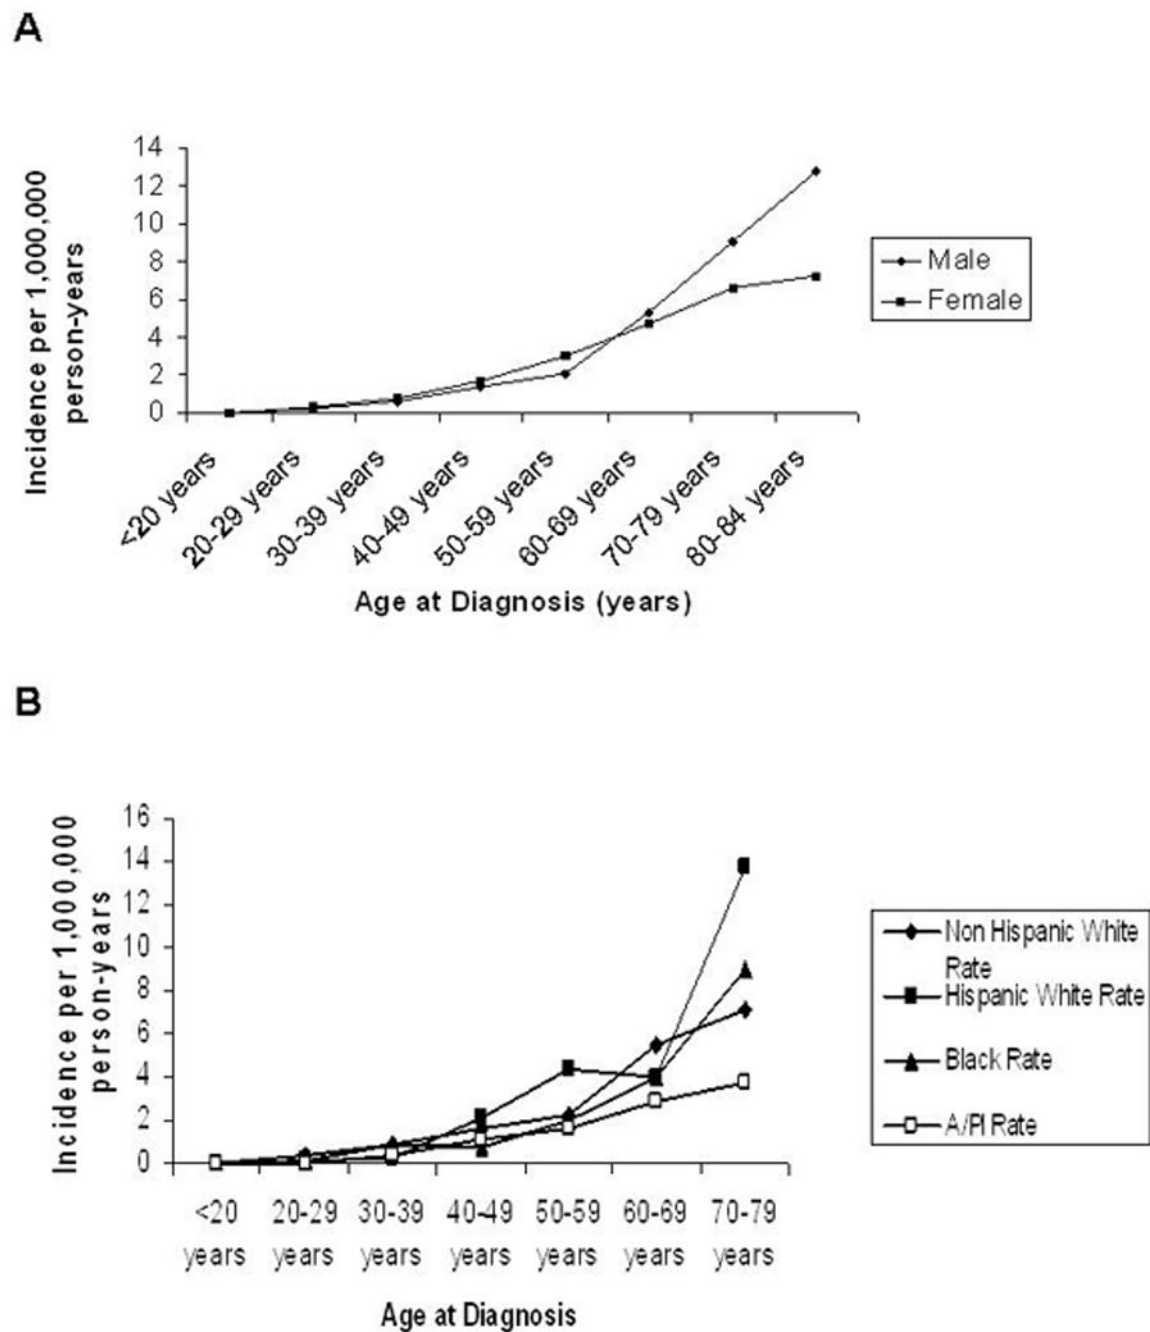 A
Incidence per 1,000,000
person-years
14
12
10
8
6
4
2
0
<20 years
20-29 years
30-39 years
40-49 years
50-59 years
60-69 years
70-79 years
80-84 years
Age at Diagnosis (years)
Male
Female
B
Incidence per 1,000,000
person-years
16
14
12
10
8
6
4
2
0
<20
years
20-29
years
30-39
years
40-49
years
50-59
years
60-69
years
70-79
years
Age at Diagnosis
Non Hispanic White
Rate
Hispanic White Rate
Black Rate
A/PI Rate